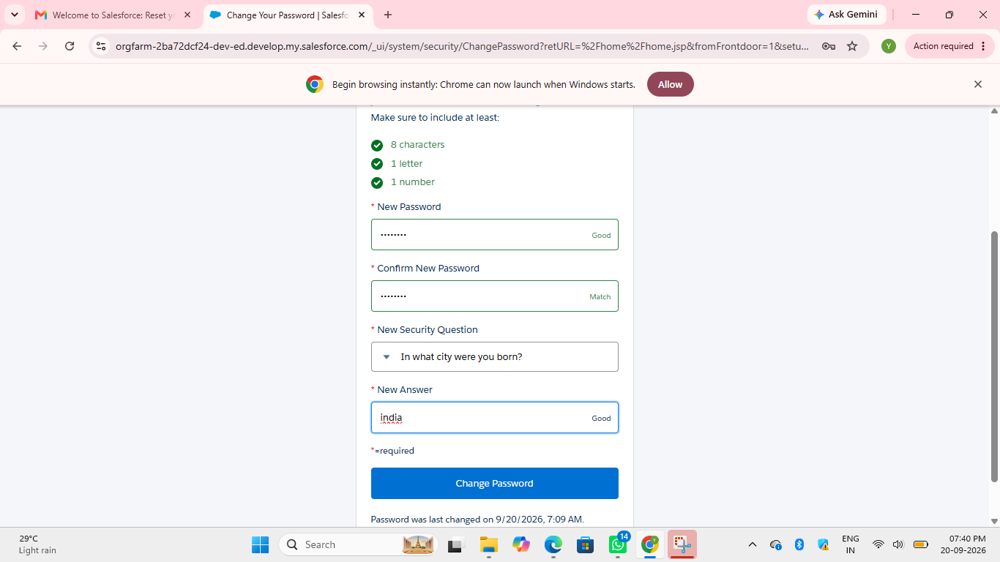 Welcome to Salesforce: Reset yo
Change Your Password | Salesfo
Ask Gemini
orgfarm-2ba72dcf24-dev-ed.develop.my.salesforce.com/_ui/system/security/ChangePassword?retURL=%2Fhome%2Fhome.jsp&fromFrontdoor=1&setu...
Y
Action required
Begin browsing instantly: Chrome can now launch when Windows starts.
Allow
Make sure to include at least:
8 characters
1 letter
1 number
* New Password
•••••••• Good
* Confirm New Password
•••••••• Match
* New Security Question
In what city were you born?
* New Answer
india Good
*=required
Change Password
Password was last changed on 9/20/2026, 7:09 AM.
29°C
Light rain
Search
14
ENG
IN
07:40 PM
20-09-2026